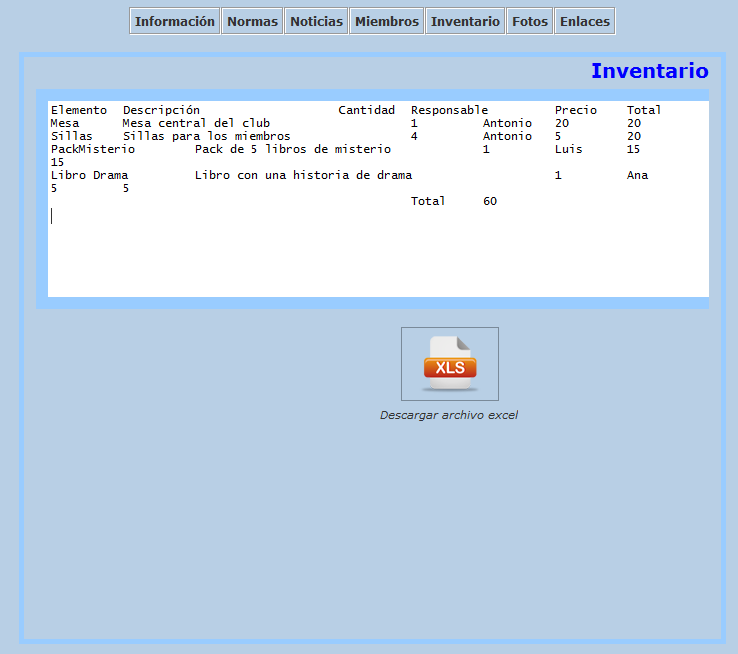 Información Normas Noticias Miembros Inventario Fotos Enlaces
Inventario
Elemento Descripción Cantidad Responsable Precio Total
Mesa Mesa central del club 1 Antonio 20 20
Sillas Sillas para los miembros 4 Antonio 5 20
PackMisterio Pack de 5 libros de misterio 1 Luis 15
15
Libro Drama Libro con una historia de drama 1 Ana
5 5
Total 60
XLS
Descargar archivo excel